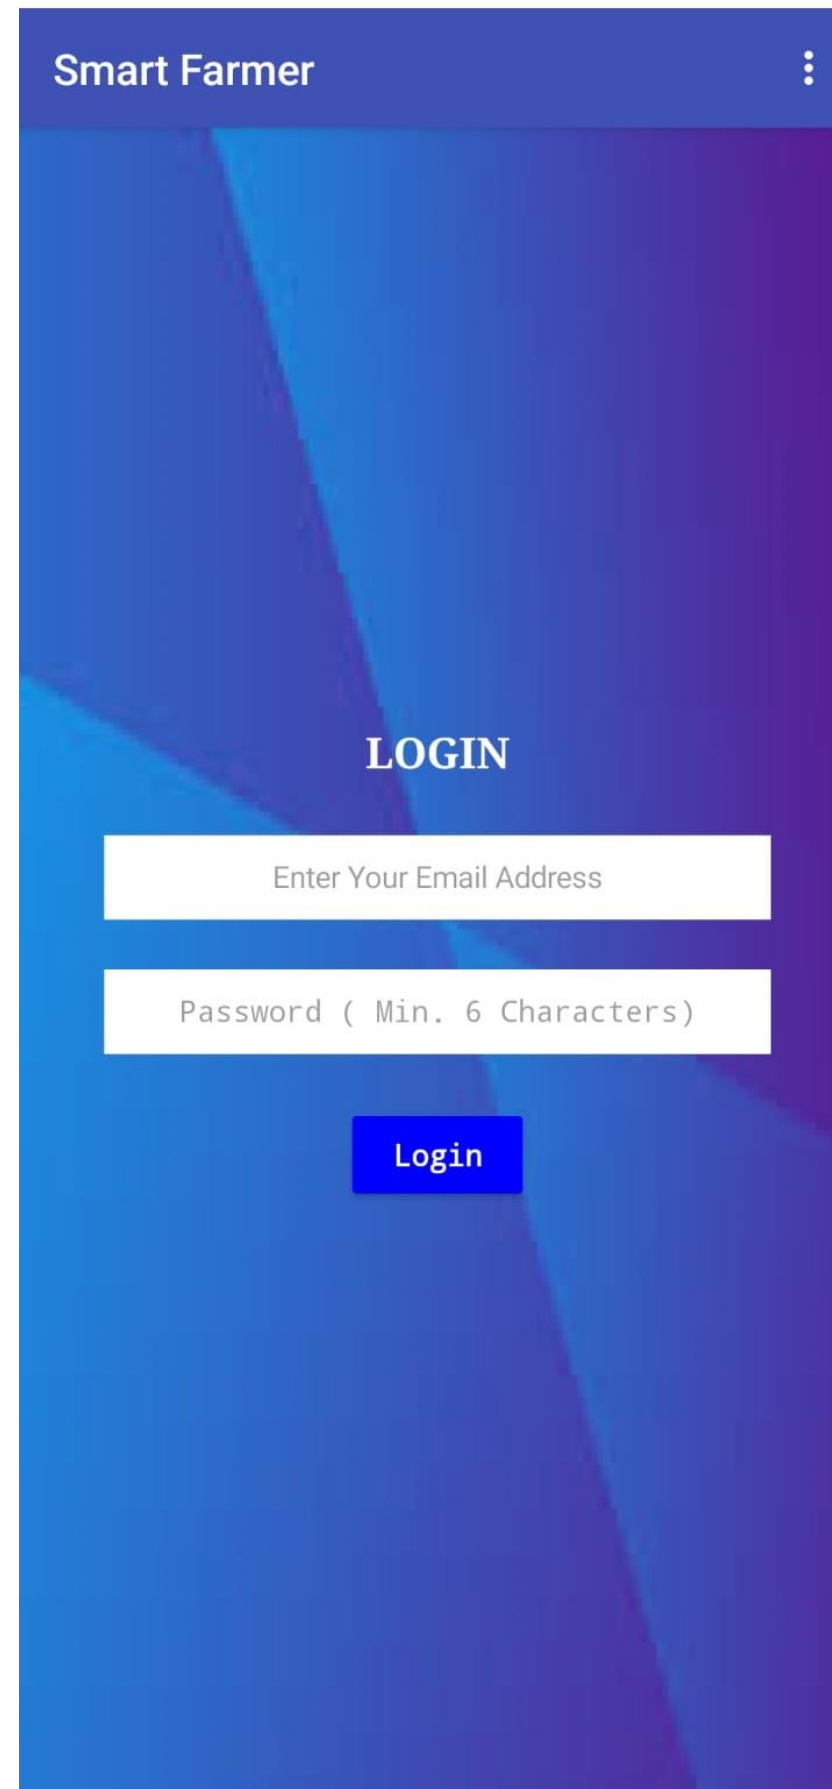 Smart Farmer
LOGIN
Enter Your Email Address
Password ( Min. 6 Characters)
Login